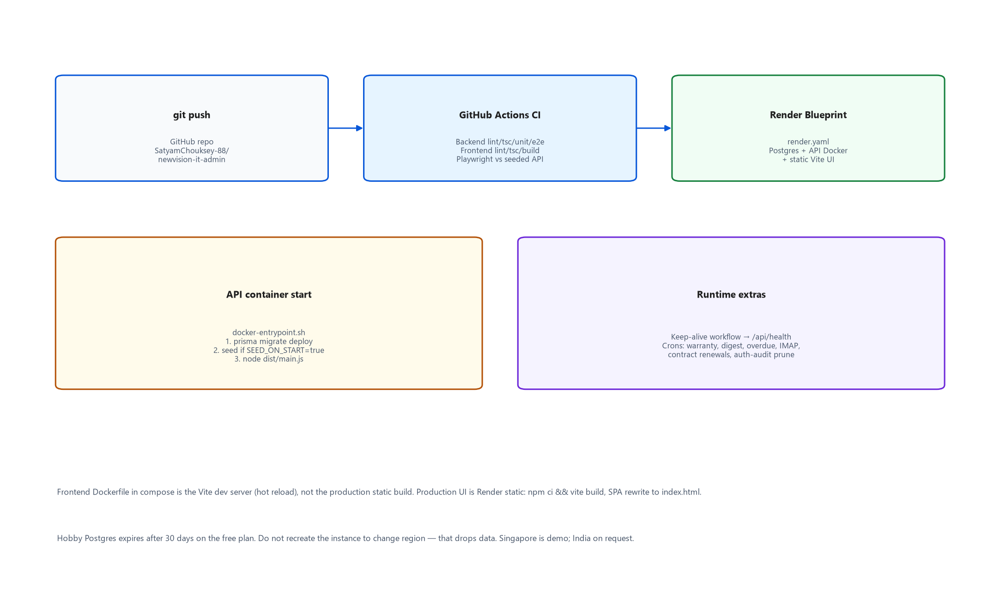 git push
GitHub repo
SatyamChouksey-88/
newvision-it-admin
GitHub Actions CI
Backend lint/tsc/unit/e2e
Frontend lint/tsc/build
Playwright vs seeded API
Render Blueprint
render.yaml
Postgres + API Docker
+ static Vite UI
API container start
docker-entrypoint.sh
1. prisma migrate deploy
2. seed if SEED_ON_START=true
3. node dist/main.js
Runtime extras
Keep-alive workflow → /api/health
Crons: warranty, digest, overdue, IMAP,
contract renewals, auth-audit prune
Frontend Dockerfile in compose is the Vite dev server (hot reload), not the production static build. Production UI is Render static: npm ci && vite build, SPA rewrite to index.html.
Hobby Postgres expires after 30 days on the free plan. Do not recreate the instance to change region — that drops data. Singapore is demo; India on request.